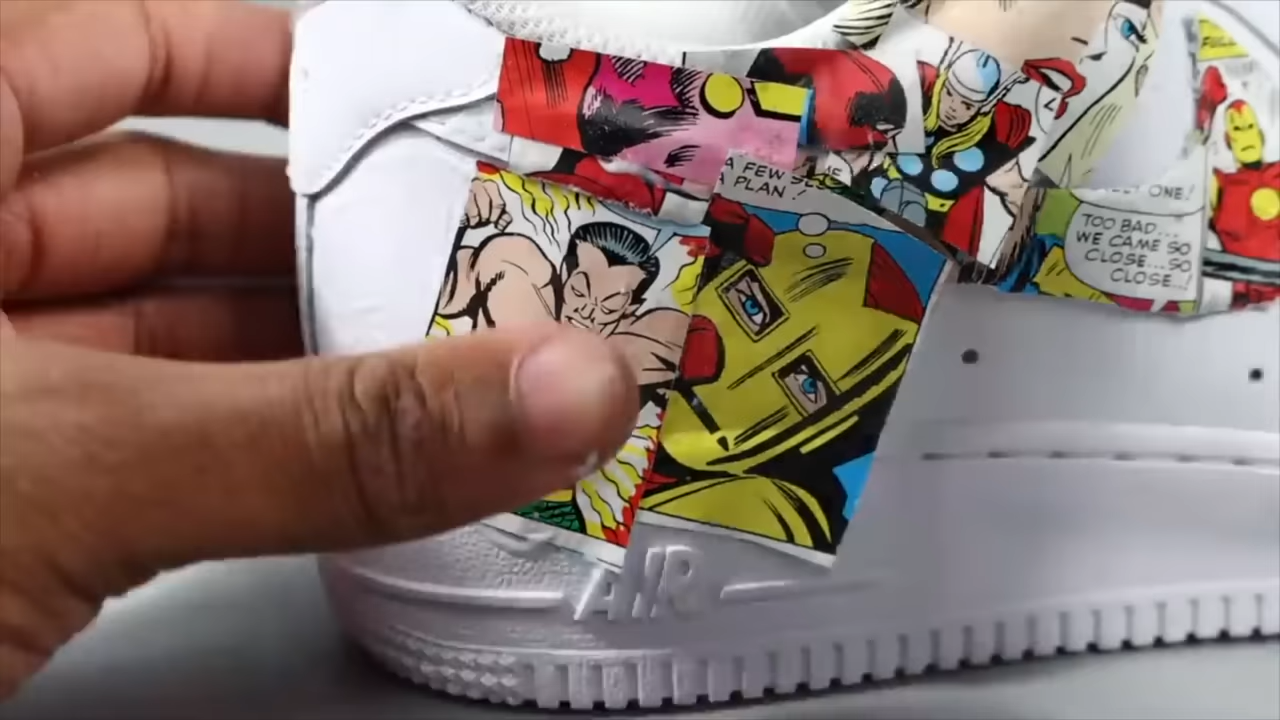 A FEW
A PLAN!
ONE!
TOO BAD...
WE CAME SO
CLOSE...SO
CLOSE...!
AIR